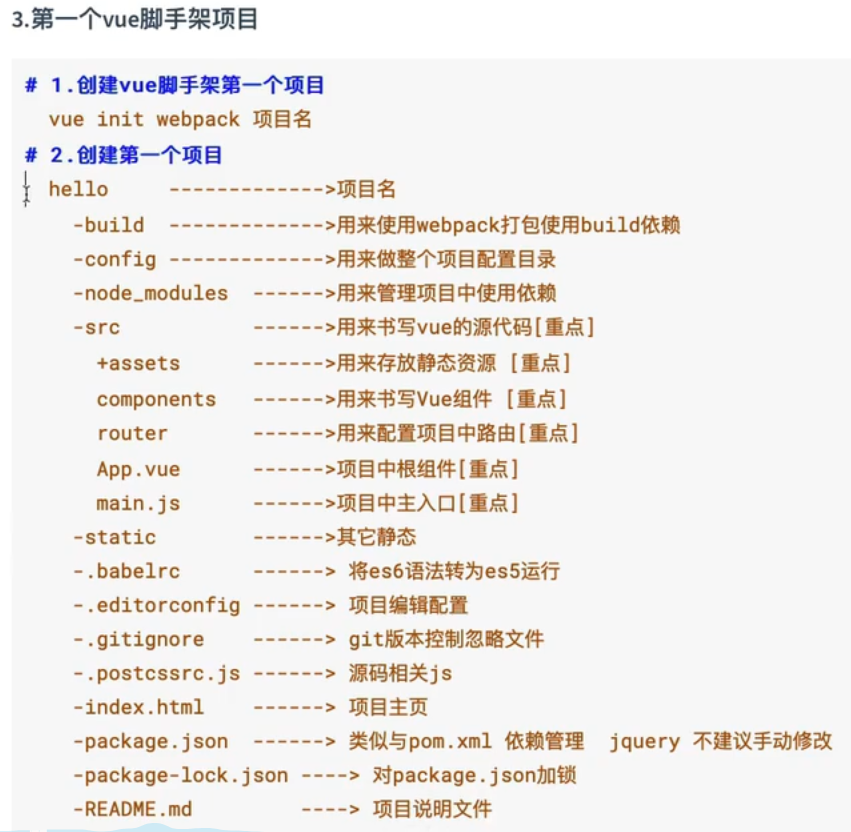 3.第一个vue脚手架项目
# 1.创建vue脚手架第一个项目
vue init webpack 项目名
# 2.创建第一个项目
hello     ------------->项目名
-build  ------------->用来使用webpack打包使用build依赖
-config ------------->用来做整个项目配置目录
-node_modules  ------>用来管理项目中使用依赖
-src           ------>用来书写vue的源代码[重点]
+assets      ------>用来存放静态资源 [重点]
components   ------>用来书写Vue组件 [重点]
router       ------>用来配置项目中路由[重点]
App.vue      ------>项目中根组件[重点]
main.js      ------>项目中主入口[重点]
-static        ------>其它静态
-.babelrc      ------> 将es6语法转为es5运行
-.editorconfig ------> 项目编辑配置
-.gitignore    ------> git版本控制忽略文件
-.postcssrc.js ------> 源码相关js
-index.html    ------> 项目主页
-package.json  ------> 类似与pom.xml 依赖管理  jquery 不建议手动修改
-package-lock.json ----> 对package.json加锁
-README.md         ----> 项目说明文件